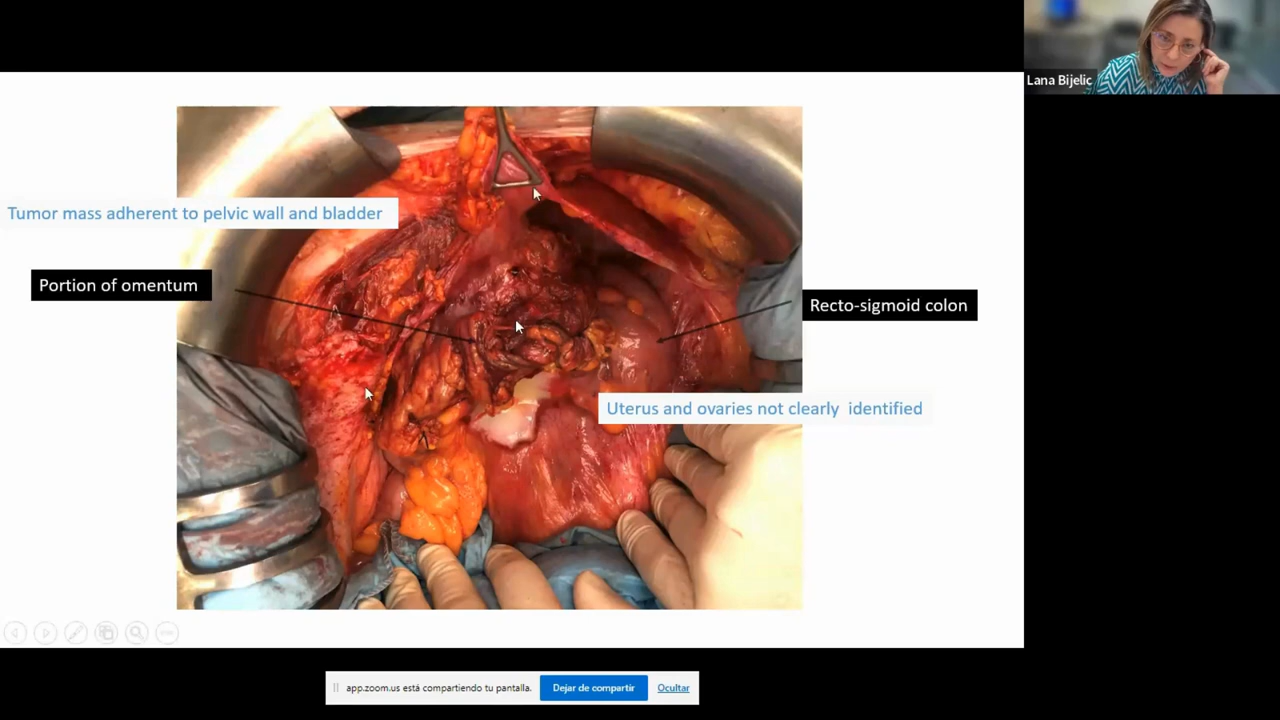 Lana Bijelic
Tumor mass adherent to pelvic wall and bladder
Portion of omentum
Recto-sigmoid colon
Uterus and ovaries not clearly identified
app.zoom.us está compartiendo tu pantalla.
Dejar de compartir
Ocultar